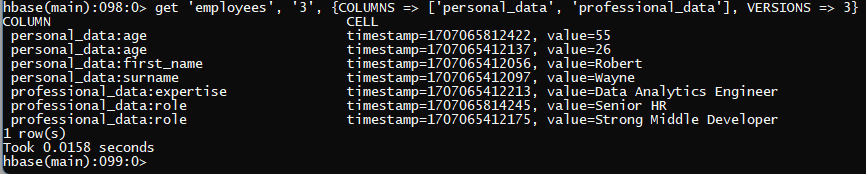 hbase(main):098:0> get 'employees', '3', {COLUMNS => ['personal_data', 'professional_data'], VERSIONS => 3}
COLUMN CELL
personal_data:age timestamp=1707065812422, value=55
personal_data:age timestamp=1707065412137, value=26
personal_data:first_name timestamp=1707065412056, value=Robert
personal_data:surname timestamp=1707065412097, value=Wayne
professional_data:expertise timestamp=1707065412213, value=Data Analytics Engineer
professional_data:role timestamp=1707065814245, value=Senior HR
professional_data:role timestamp=1707065412175, value=Strong Middle Developer
1 row(s)
Took 0.0158 seconds
hbase(main):099:0>